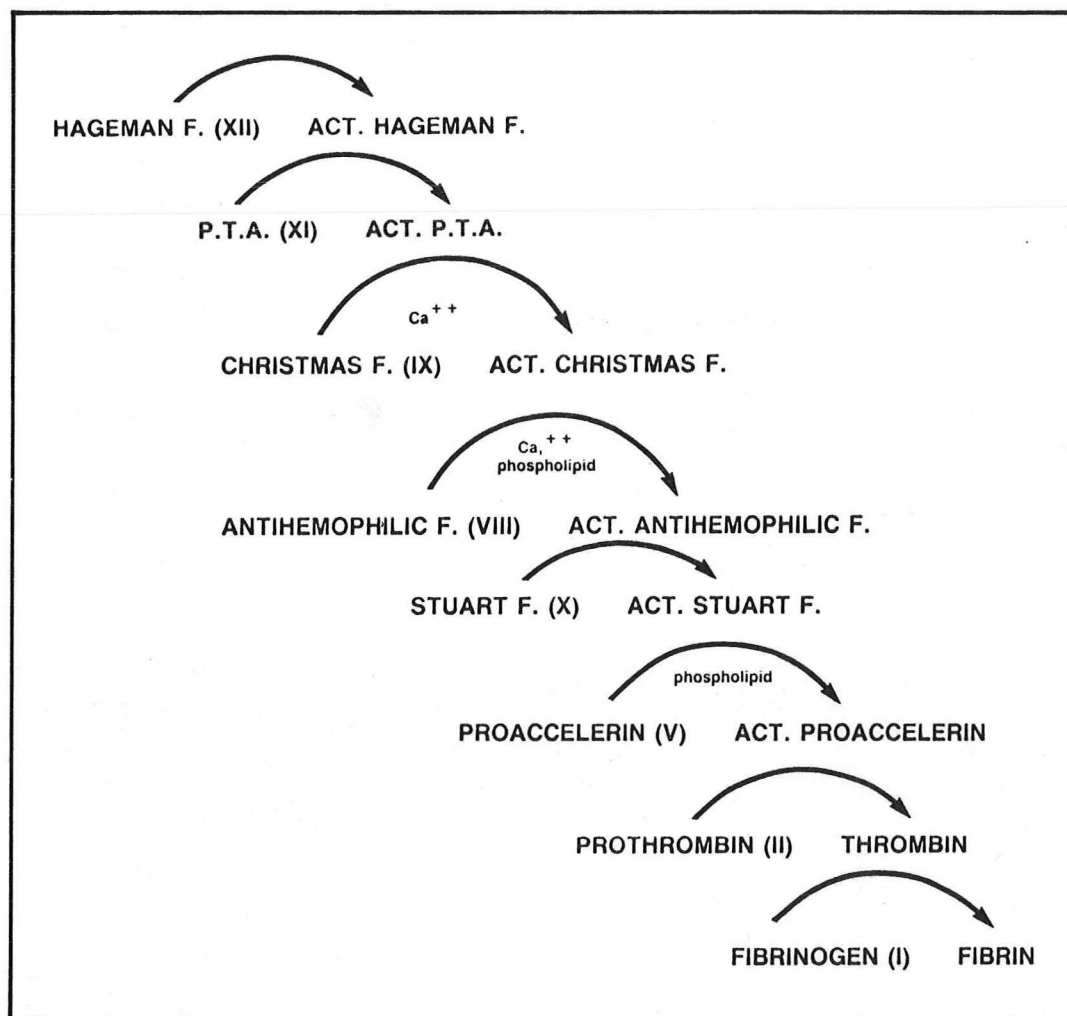 HAGEMAN F. (XII) ACT. HAGEMAN F.
P.T.A. (XI) ACT. P.T.A.
Ca++
CHRISTMAS F. (IX) ACT. CHRISTMAS F.
Ca,++
phospholipid
ANTIHEMOPHILIC F. (VIII) ACT. ANTIHEMOPHILIC F.
STUART F. (X) ACT. STUART F.
phospholipid
PROACCELERIN (V) ACT. PROACCELERIN
PROTHROMBIN (II) THROMBIN
FIBRINOGEN (I) FIBRIN